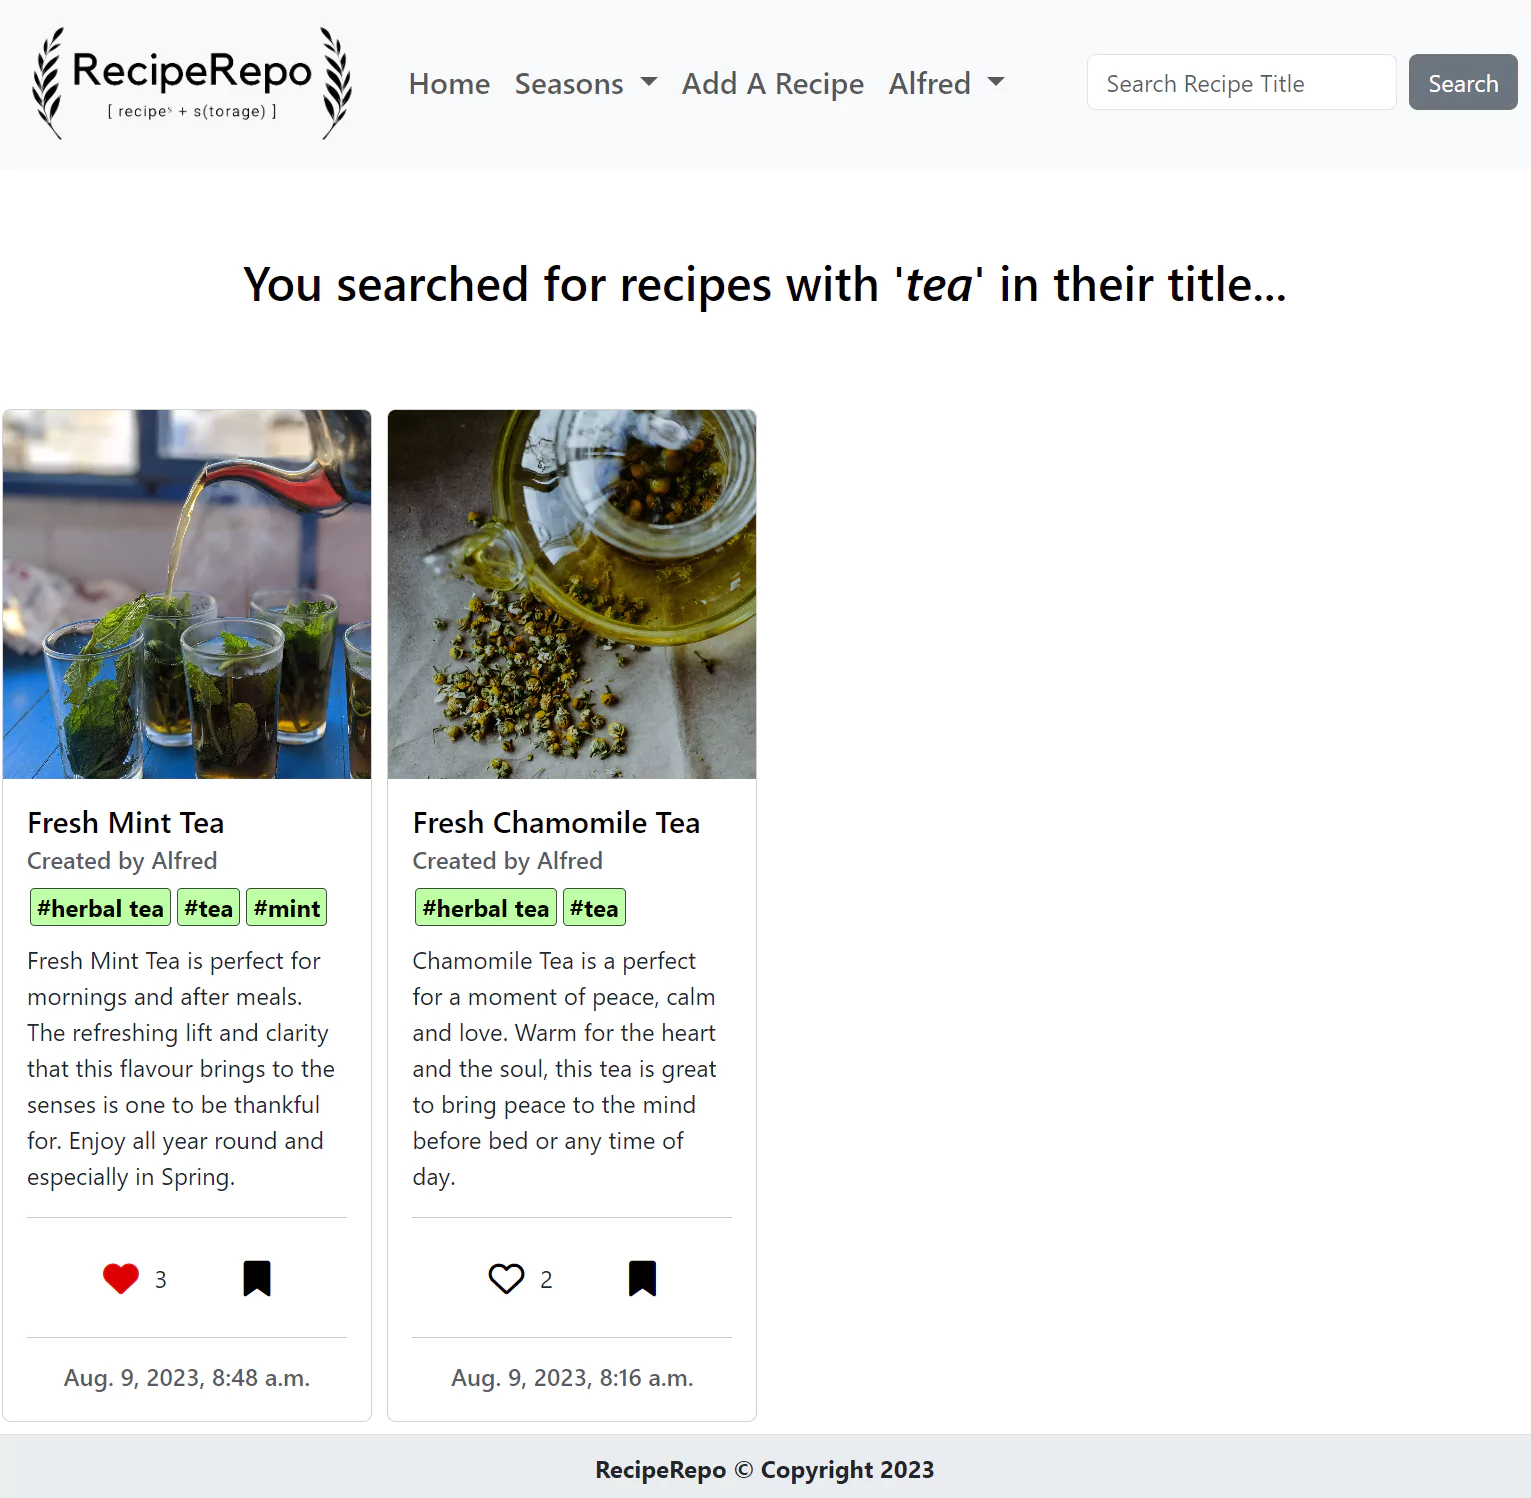 RecipeRepo
[ recipeˢ + s(torage) ]
Home Seasons Add A Recipe Alfred Search Recipe Title Search
You searched for recipes with 'tea' in their title...
Fresh Mint Tea
Created by Alfred
#herbal tea #tea #mint
Fresh Mint Tea is perfect for
mornings and after meals.
The refreshing lift and clarity
that this flavour brings to the
senses is one to be thankful
for. Enjoy all year round and
especially in Spring.
3
Aug. 9, 2023, 8:48 a.m.
Fresh Chamomile Tea
Created by Alfred
#herbal tea #tea
Chamomile Tea is a perfect
for a moment of peace, calm
and love. Warm for the heart
and the soul, this tea is great
to bring peace to the mind
before bed or any time of
day.
2
Aug. 9, 2023, 8:16 a.m.
RecipeRepo © Copyright 2023